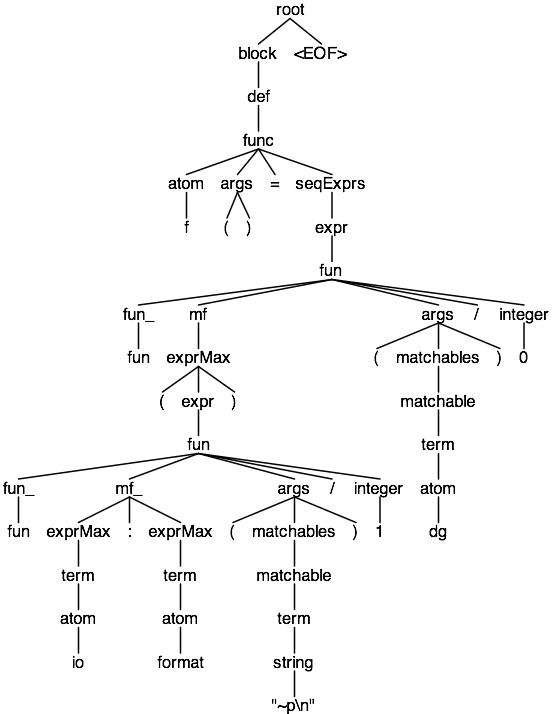 root
block <EOF>
def
func
atom args = seqExprs
f ( ) expr
fun
fun_ mf args / integer
fun exprMax ( matchables ) 0
( expr ) matchable
fun term
fun_ mf_ args / integer atom
fun exprMax : exprMax ( matchables ) 1 dg
term term matchable
atom atom term
io format string
"~p\n"